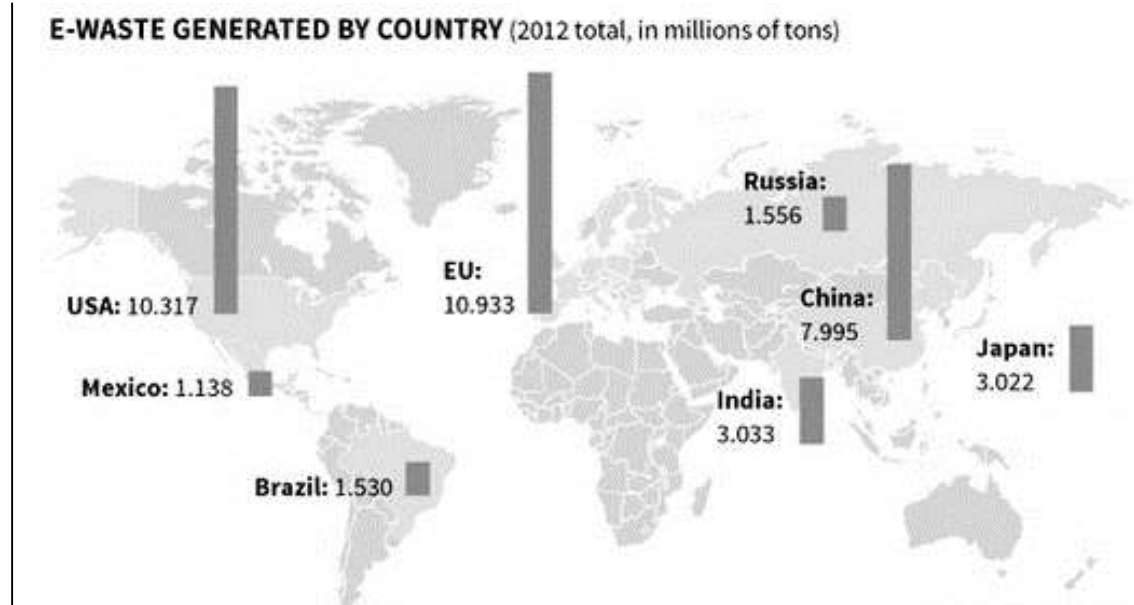 E-WASTE GENERATED BY COUNTRY (2012 total, in millions of tons)
Russia:
1.556
EU:
10.933
USA: 10.317
China:
7.995
Japan:
3.022
Mexico: 1.138
India:
3.033
Brazil: 1.530